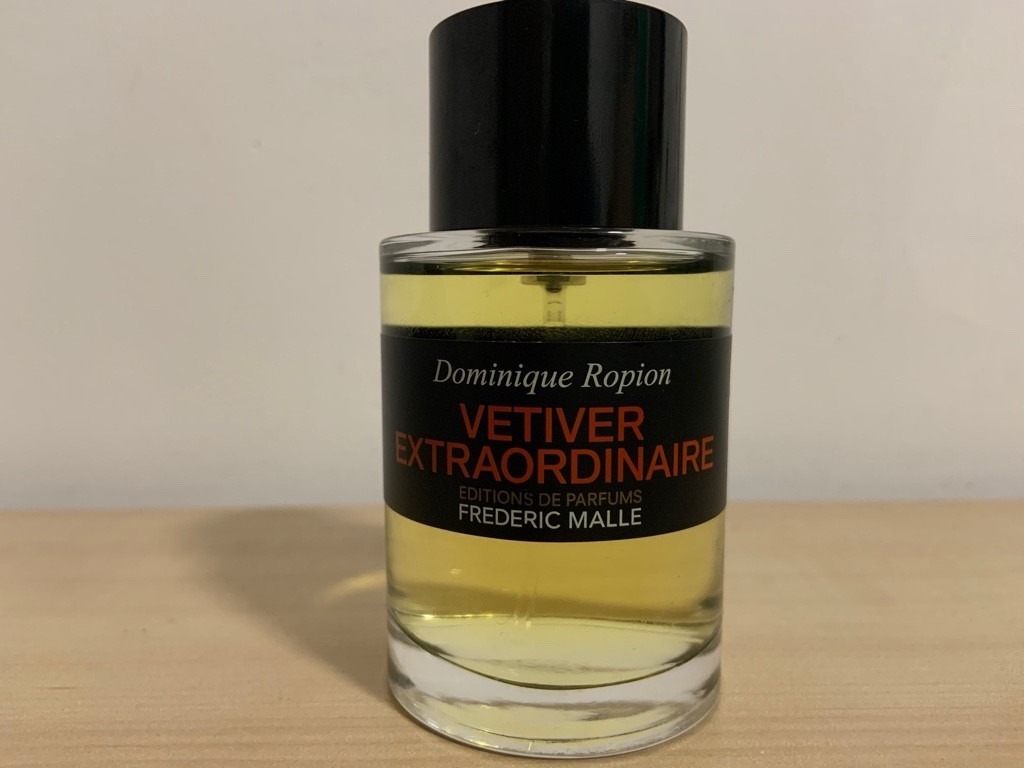 Dominique Ropion
VETIVER
EXTRAORDINAIRE
EDITIONS DE PARFUMS
FREDERIC MALLE